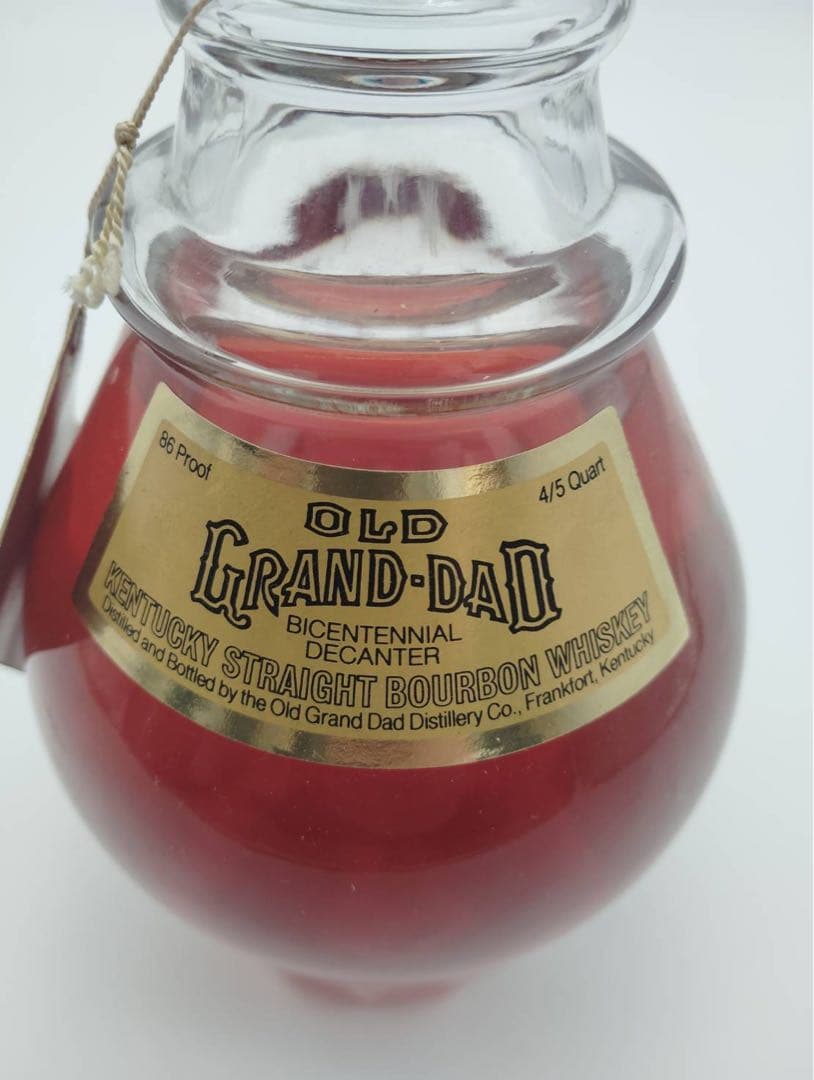 86 Proof
4/5 Quart
OLD
GRAND-DAD
BICENTENNIAL
DECANTER
KENTUCKY STRAIGHT BOURBON WHISKEY
Distilled and Bottled by the Old Grand Dad Distillery Co., Frankfort, Kentucky